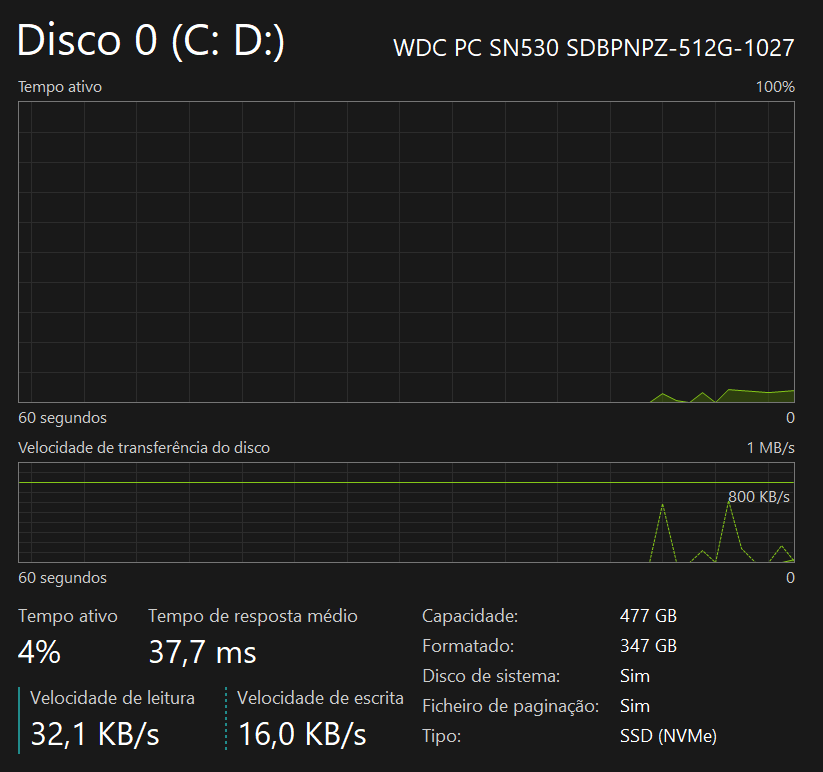 Disco 0 (C: D:)
WDC PC SN530 SDBPNPZ-512G-1027
Tempo ativo
100%
60 segundos
0
Velocidade de transferência do disco
1 MB/s
800 KB/s
60 segundos
0
Tempo ativo
4%
Tempo de resposta médio
37,7 ms
Velocidade de leitura
32,1 KB/s
Velocidade de escrita
16,0 KB/s
Capacidade: 477 GB
Formatado: 347 GB
Disco de sistema: Sim
Ficheiro de paginação: Sim
Tipo: SSD (NVMe)